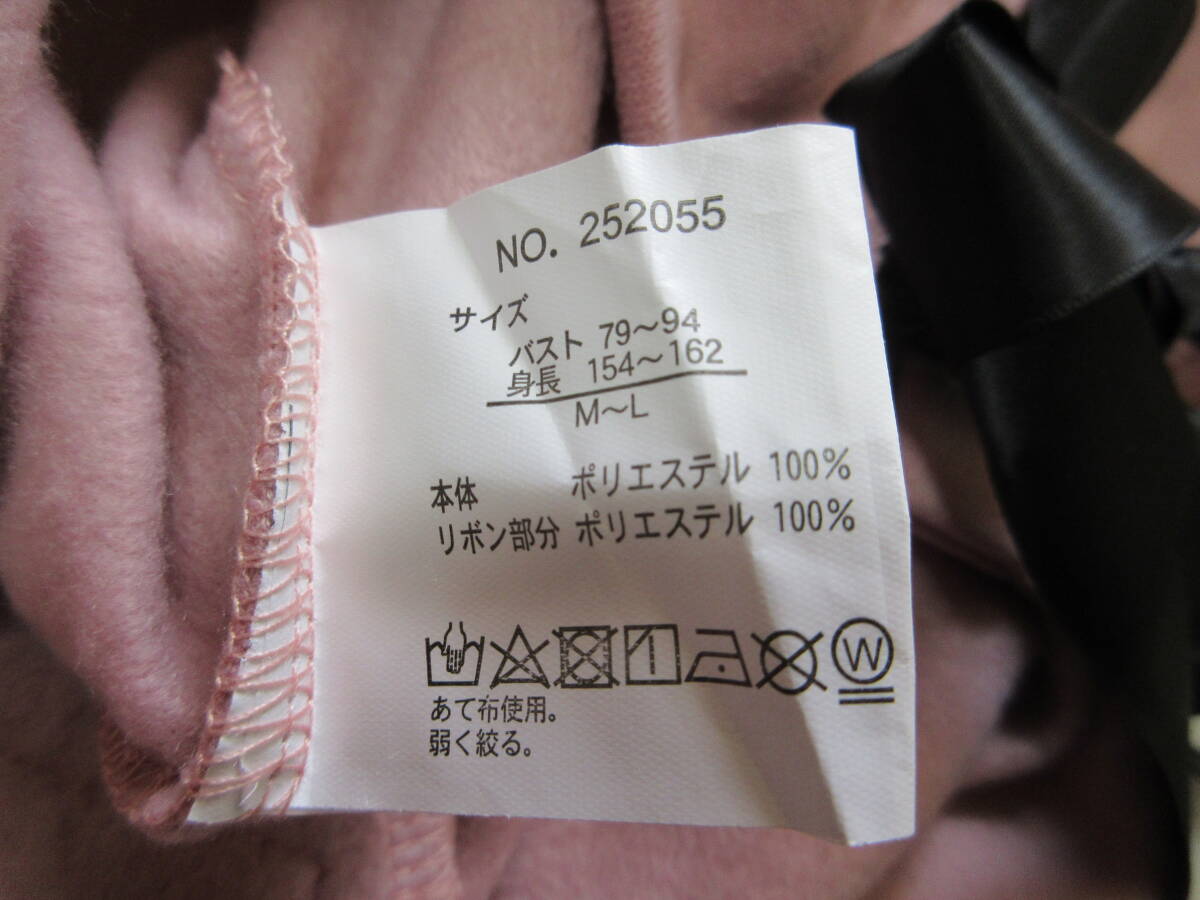 NO. 252055
サイズ
バスト 79〜94
身長 154〜162
M〜L
本体 ポリエステル 100%
リボン部分 ポリエステル 100%
W
あて布使用。
弱く絞る。